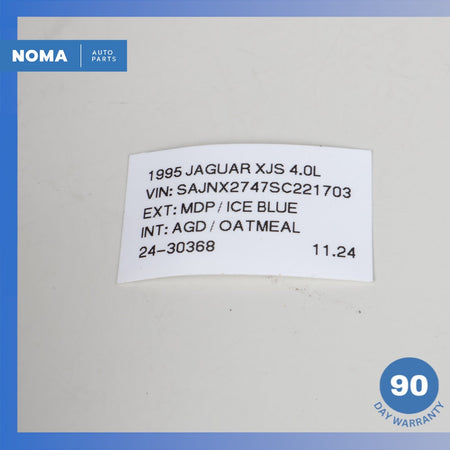 NOMA AUTO
PARTS
1995 JAGUAR XJS 4.0L
VIN: SAJNX2747SC221703
EXT: MDP / ICE BLUE
INT: AGD / OATMEAL
24-30368 11.24
90
DAY WARRANTY